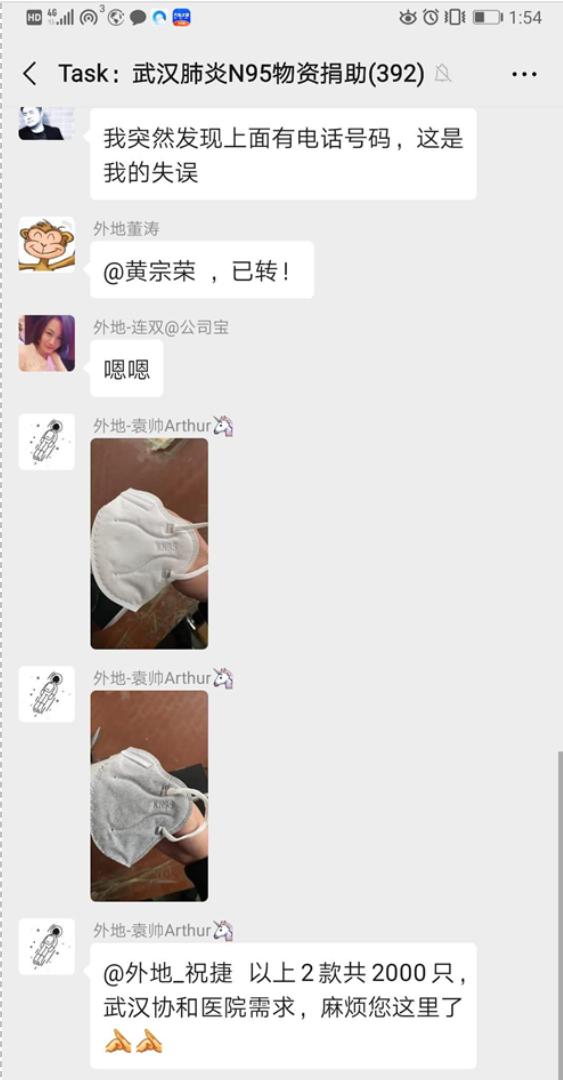 HD 4G 3 1:54
Task：武汉肺炎N95物资捐助(392)
我突然发现上面有电话号码，这是
我的失误
外地董涛
@黄宗荣 ，已转！
外地-连双@公司宝
嗯嗯
外地-袁帅Arthur🦄
KN95
外地-袁帅Arthur🦄
KN95
外地-袁帅Arthur🦄
@外地_祝捷 以上2款共2000只，
武汉协和医院需求，麻烦您这里了